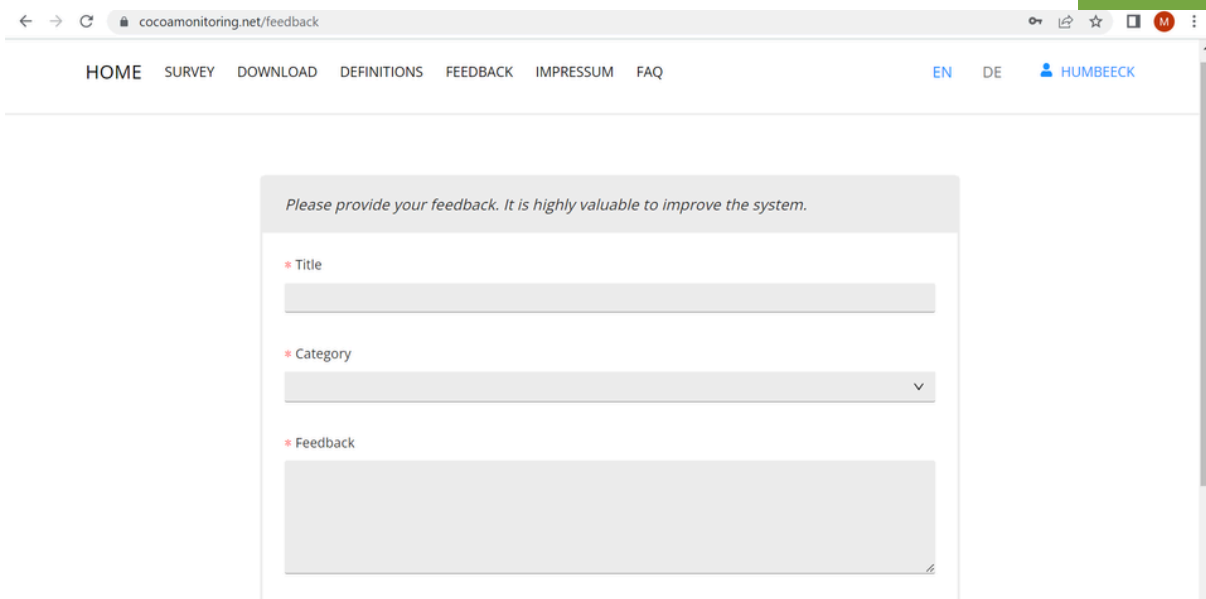 cocoamonitoring.net/feedback
M
HOME SURVEY DOWNLOAD DEFINITIONS FEEDBACK IMPRESSUM FAQ EN DE HUMBEECK
Please provide your feedback. It is highly valuable to improve the system.
* Title
* Category
* Feedback